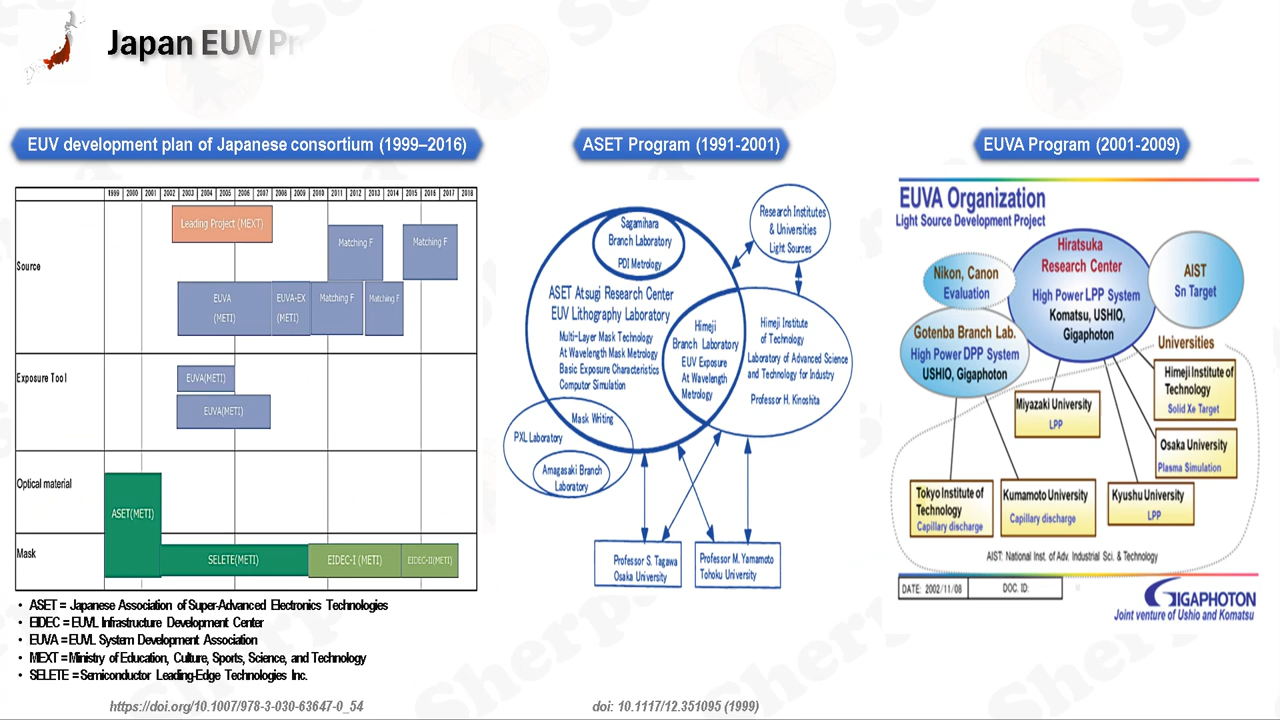 Japan EUV Pr
EUV development plan of Japanese consortium (1999–2016)
1999 2000 2001 2002 2003 2004 2005 2006 2007 2008 2009 2010 2011 2012 2013 2014 2015 2016 2017 2018
Source
Leading Project (MEXT)
Matching F
Matching F
EUVA
(METI)
EUVA-EX
(METI)
Matching F
Matching F
Exposure Tool
EUVA(METI)
EUVA(METI)
Optical material
ASET(METI)
Mask
SELETE(METI)
EIDEC-I (METI)
EIDEC-II(METI)
• ASET = Japanese Association of Super-Advanced Electronics Technologies
• EIDEC = EUVL Infrastructure Development Center
• EUVA = EUVL System Development Association
• MEXT = Ministry of Education, Culture, Sports, Science, and Technology
• SELETE = Semiconductor Leading-Edge Technologies Inc.
https://doi.org/10.1007/978-3-030-63647-0_54
ASET Program (1991-2001)
Sagamihara
Branch Laboratory
PDI Metrology
Research Institutes
& Universities
Light Sources
ASET Atsugi Research Center
EUV Lithography Laboratory
Multi-Layer Mask Technology
At Wavelength Mask Metrology
Basic Exposure Characteristics
Computor Simulation
Himeji
Branch Laboratory
EUV Exposure
At Wavelength
Metrology
Himeji Institute
of Technology
Laboratory of Advanced Science
and Technology for Industry
Professor H. Kinoshita
Mask Writing
PXL Laboratory
Amagasaki Branch
Laboratory
Professor S. Tagawa
Osaka University
Professor M. Yamamoto
Tohoku University
doi: 10.1117/12.351095 (1999)
EUVA Program (2001-2009)
EUVA Organization
Light Source Development Project
Hiratsuka
Research Center
High Power LPP System
Komatsu, USHIO,
Gigaphoton
Nikon, Canon
Evaluation
AIST
Sn Target
Gotenba Branch Lab.
High Power DPP System
USHIO, Gigaphoton
Universities
Himeji Institute of
Technology
Solid Xe Target
Miyazaki University
LPP
Osaka University
Plasma Simulation
Tokyo Institute of
Technology
Capillary discharge
Kumamoto University
Capillary discharge
Kyushu University
LPP
AIST: National Inst. of Adv. Industrial Sci. & Technology
DATE: 2002/11/08
DOC. ID:
GIGAPHOTON
Joint venture of Ushio and Komatsu